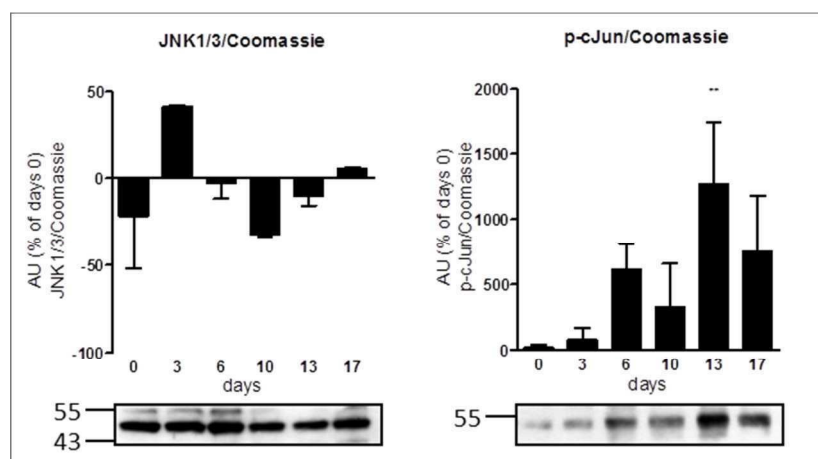 JNK1/3/Coomassie
AU (% of days 0)
JNK1/3/Coomassie
50
0
-50
-100
0 3 6 10 13 17
days
55
43
p-cJun/Coomassie
AU (% of days 0)
p-cJun/Coomassie
2000
1500
1000
500
0
--
0 3 6 10 13 17
days
55